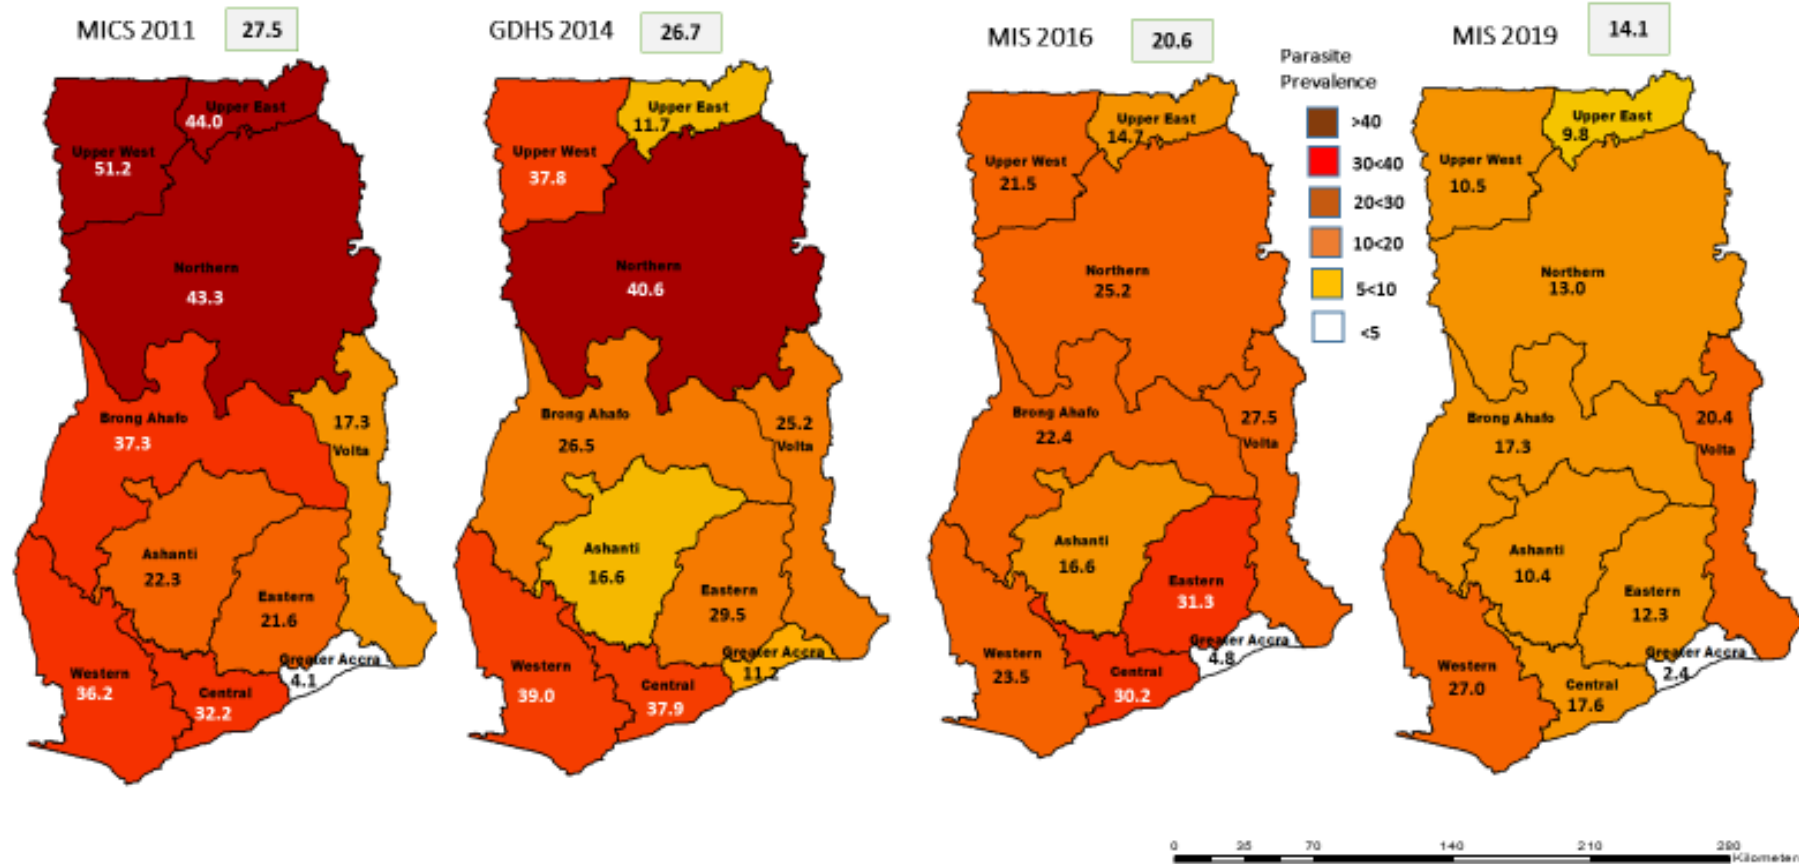 MICS 2011 27.5
Upper East
44.0
Upper West
51.2
Northern
43.3
Brong Ahafo
37.3
17.3
Volta
Ashanti
22.3
Eastern
21.6
Greater Accra
4.1
Western
36.2
Central
32.2
GDHS 2014 26.7
Upper East
11.7
Upper West
37.8
Northern
40.6
Brong Ahafo
26.5
25.2
Volta
Ashanti
16.6
Eastern
29.5
Greater Accra
11.2
Western
39.0
Central
37.9
MIS 2016 20.6
Upper East
14.7
Upper West
21.5
Northern
25.2
Brong Ahafo
22.4
27.5
Volta
Ashanti
16.6
Eastern
31.3
Greater Accra
4.8
Western
23.5
Central
30.2
Parasite
Prevalence
>40
30<40
20<30
10<20
5<10
<5
MIS 2019 14.1
Upper East
9.8
Upper West
10.5
Northern
13.0
Brong Ahafo
17.3
20.4
Volta
Ashanti
10.4
Eastern
12.3
Greater Accra
2.4
Western
27.0
Central
17.6
0 35 70 140 210 280
Kilometers